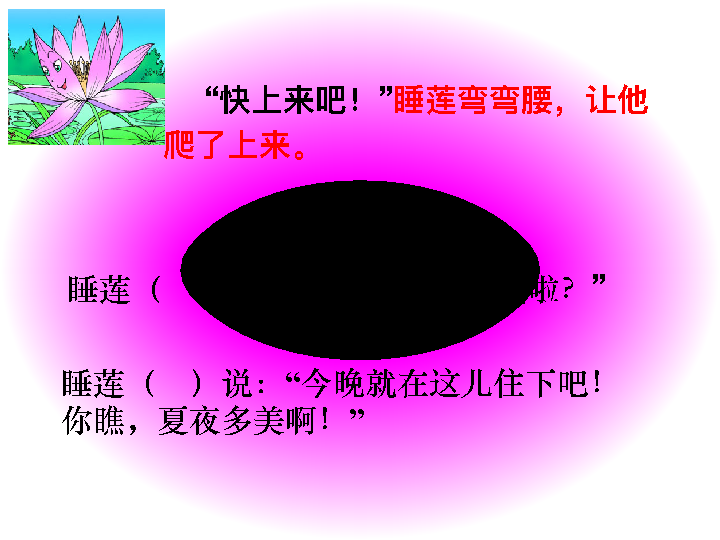 “快上来吧！”睡莲弯弯腰，让他
爬了上来。
睡莲（ 啦？”
睡莲（　）说：“今晚就在这儿住下吧！
你瞧，夏夜多美啊！”